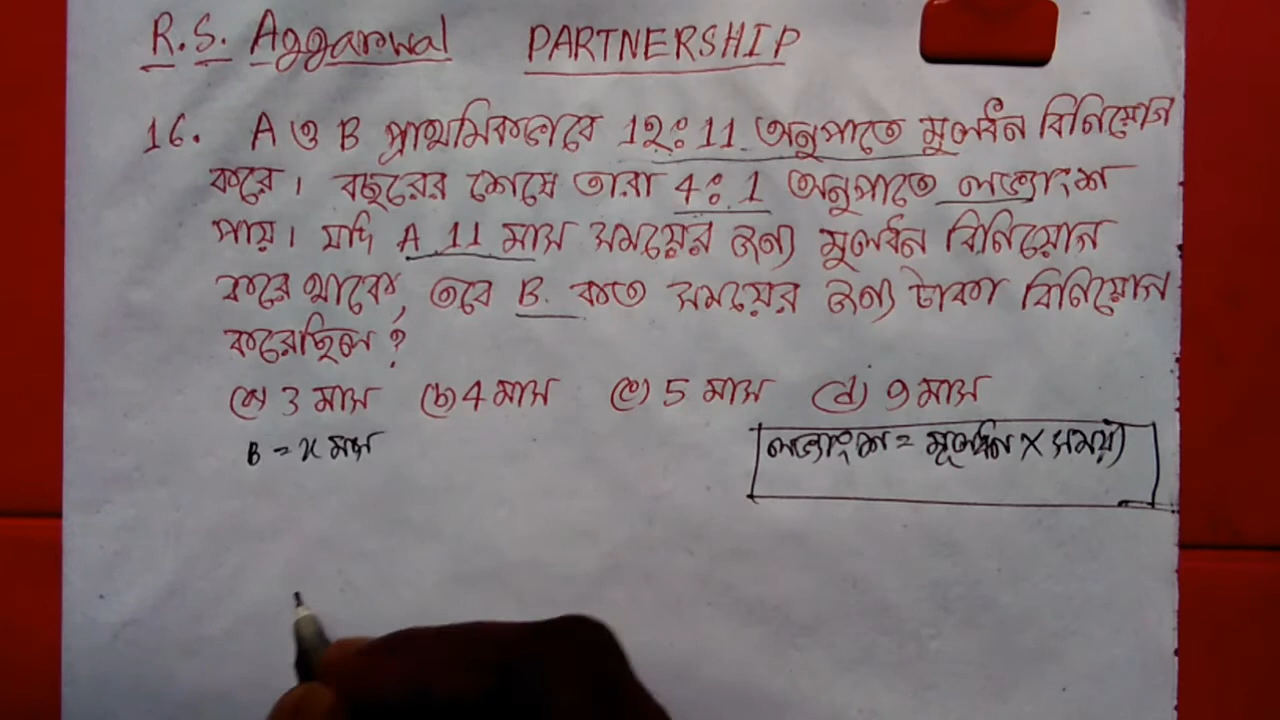 R.S. Aggarwal PARTNERSHIP
16. A ও B প্রাথমিকভাবে 12:11 অনুপাতে মূলধন বিনিয়োগ
করে। বছরের শেষে তারা 4:1 অনুপাতে লভ্যাংশ
পায়। যদি A 11 মাস সময়ের জন্য মূলধন বিনিয়োগ
করে থাকে, তবে B. কত সময়ের জন্য টাকা বিনিয়োগ
করেছিল?
(a) 3 মাস (b) 4 মাস (c) 5 মাস (d) 9 মাস
B = x মাস
লভ্যাংশ = মূলধন × সময়